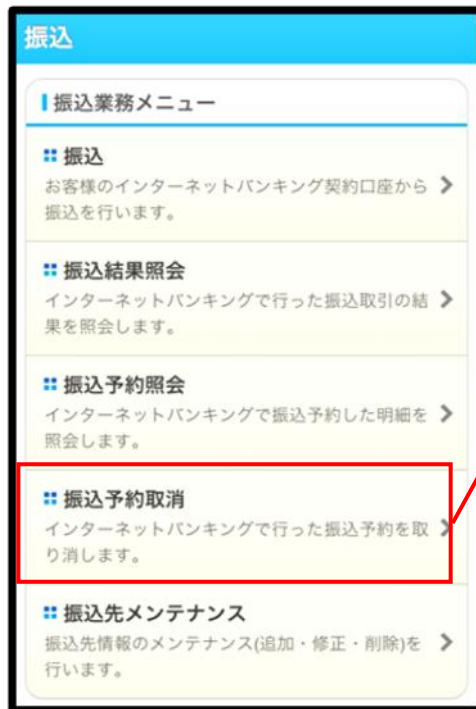 振込
振込業務メニュー
振込
お客様のインターネットバンキング契約口座から
振込を行います。
振込結果照会
インターネットバンキングで行った振込取引の結
果を照会します。
振込予約照会
インターネットバンキングで振込予約した明細を
照会します。
振込予約取消
インターネットバンキングで行った振込予約を取
り消します。
振込先メンテナンス
振込先情報のメンテナンス(追加・修正・削除)を
行います。